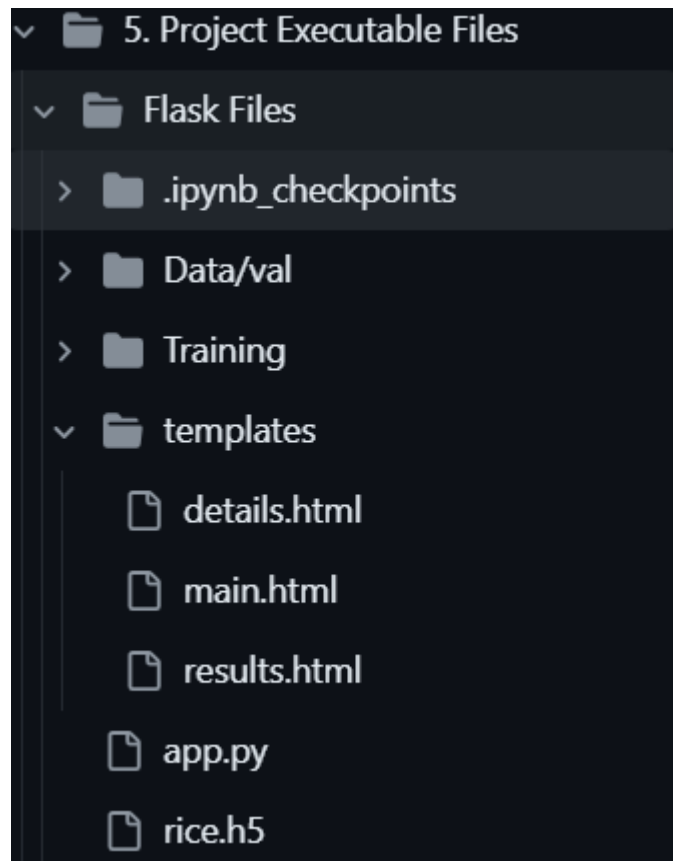 5. Project Executable Files
Flask Files
.ipynb_checkpoints
Data/val
Training
templates
details.html
main.html
results.html
app.py
rice.h5